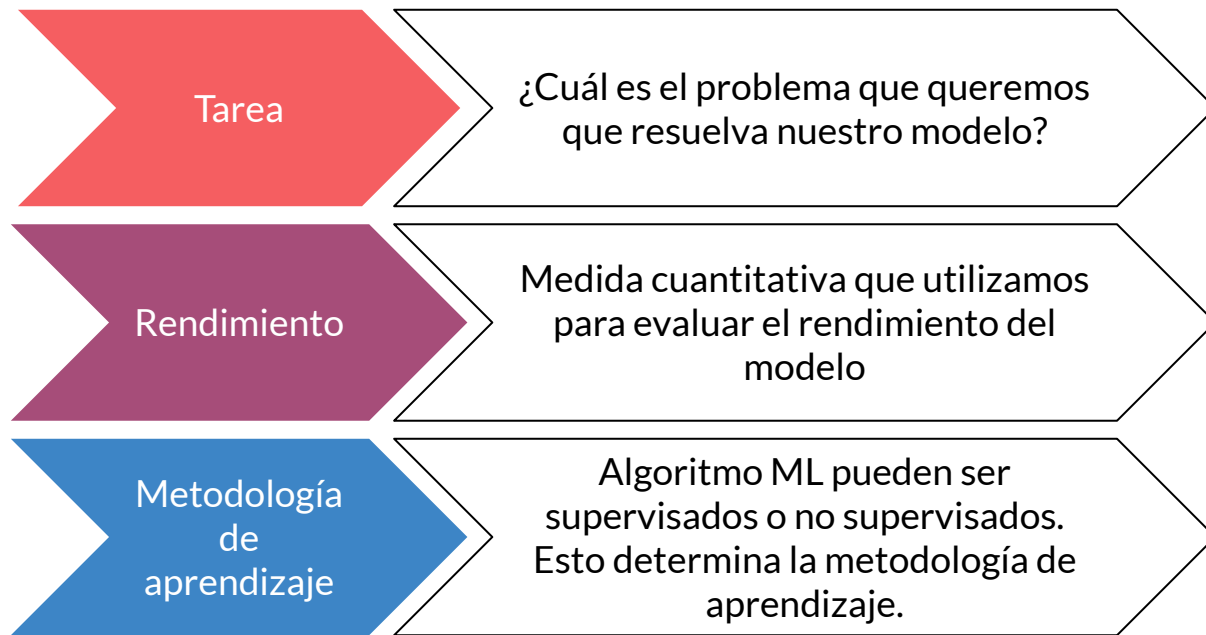 Tarea
¿Cuál es el problema que queremos
que resuelva nuestro modelo?
Rendimiento
Medida cuantitativa que utilizamos
para evaluar el rendimiento del
modelo
Metodología
de
aprendizaje
Algoritmo ML pueden ser
supervisados o no supervisados.
Esto determina la metodología de
aprendizaje.